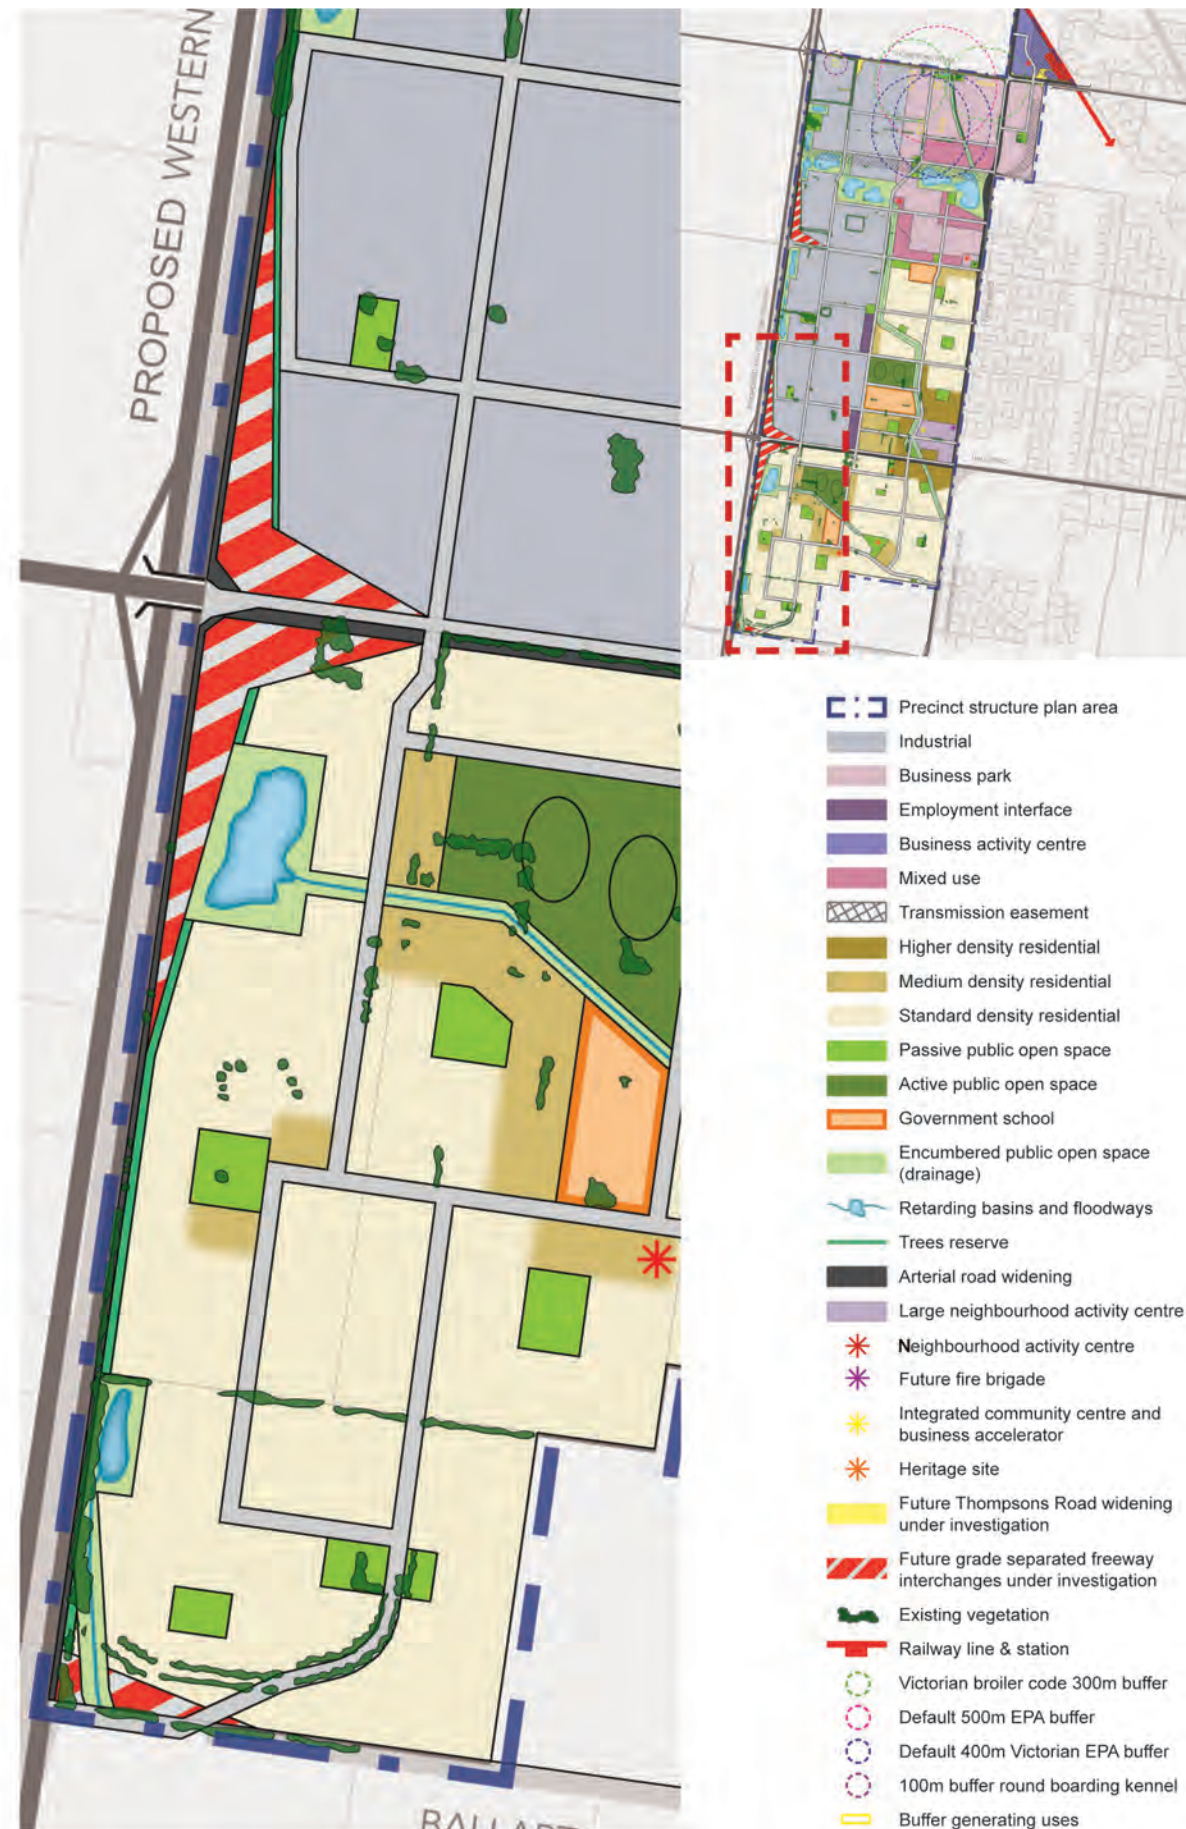 PROPOSED WESTERN
Precinct structure plan area
Industrial
Business park
Employment interface
Business activity centre
Mixed use
Transmission easement
Higher density residential
Medium density residential
Standard density residential
Passive public open space
Active public open space
Government school
Encumbered public open space
(drainage)
Retarding basins and floodways
Trees reserve
Arterial road widening
Large neighbourhood activity centre
Neighbourhood activity centre
Future fire brigade
Integrated community centre and
business accelerator
Heritage site
Future Thompsons Road widening
under investigation
Future grade separated freeway
interchanges under investigation
Existing vegetation
Railway line & station
Victorian broiler code 300m buffer
Default 500m EPA buffer
Default 400m Victorian EPA buffer
100m buffer round boarding kennel
Buffer generating uses